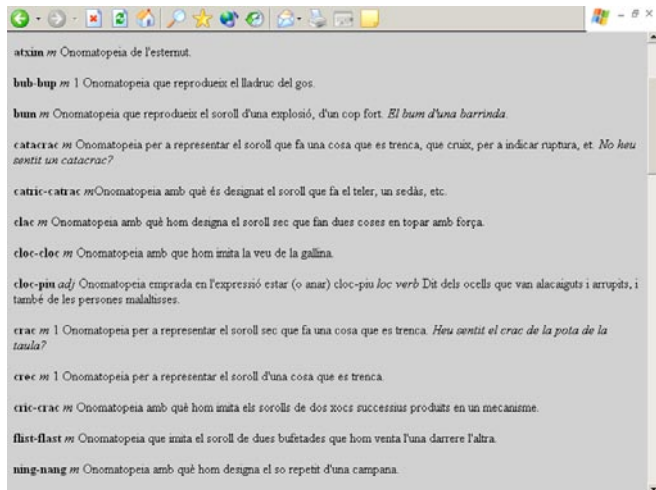 atxim m Onomatopeia de l'esternut.
bub-bup m 1 Onomatopeia que reprodueix el lladruc del gos.
bum m Onomatopeia que reprodueix el soroll d'una explosió, d'un cop fort. El bum d'una barrinda.
catacrac m Onomatopeia per a representar el soroll que fa una cosa que es trenca, que cruix, per a indicar ruptura, et. No heu
sentit un catacrac?
catric-catrac mOnomatopeia amb què és designat el soroll que fa el teler, un sedàs, etc.
clac m Onomatopeia amb què hom designa el soroll sec que fan dues coses en topar amb força.
cloc-cloc m Onomatopeia amb que hom imita la veu de la gallina.
cloc-piu adj Onomatopeia emprada en l'expressió estar (o anar) cloc-piu loc verb Dit dels ocells que van alacaiguts i arrupits, i
també de les persones malaltisses.
crac m 1 Onomatopeia per a representar el soroll sec que fa una cosa que es trenca. Heu sentit el crac de la pota de la
taula?
crec m 1 Onomatopeia per a representar el soroll d'una cosa que es trenca.
cric-crac m Onomatopeia amb què hom imita els sorolls de dos xocs successius produïts en un mecanisme.
flist-flast m Onomatopeia que imita el soroll de dues bufetades que hom venta l'una darrere l'altra.
ning-nang m Onomatopeia amb què hom designa el so repetit d'una campana.